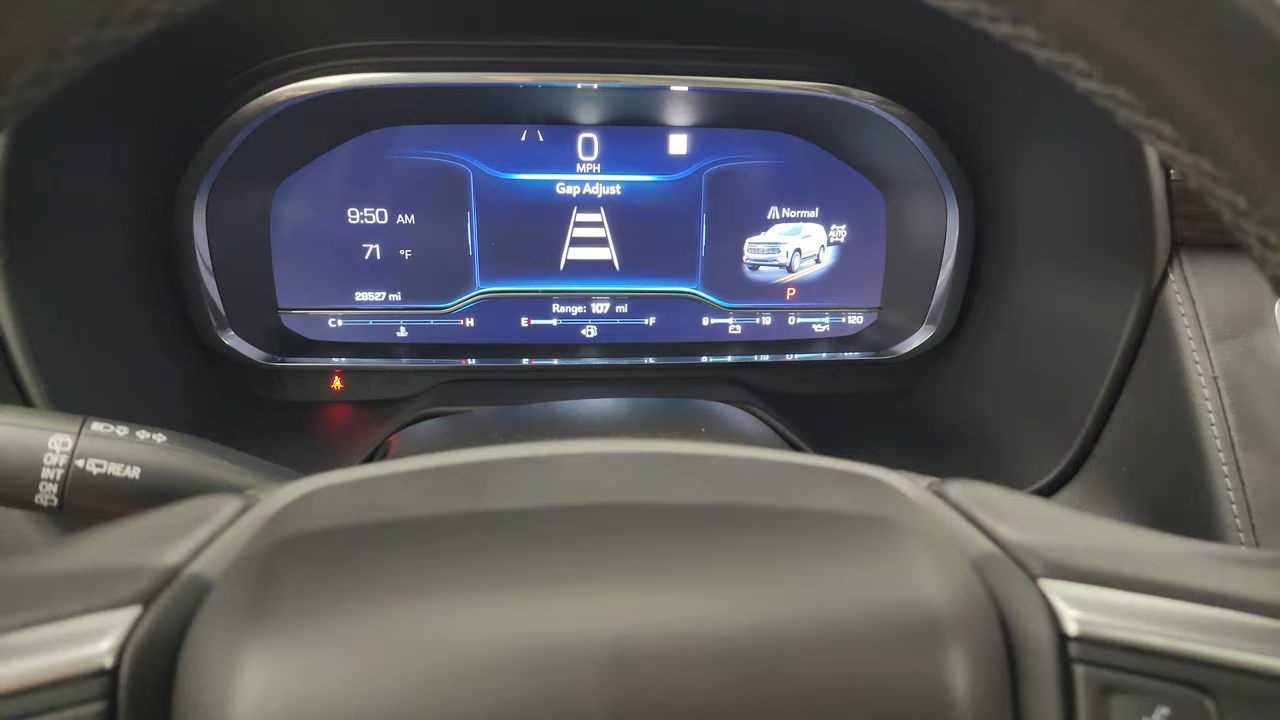 0
MPH
Gap Adjust
9:50 AM
71 °F
28527 mi
Normal
AUTO
P
Range: 107 mi
C H
E F
8 19
0 120
REAR
OFF
INT
ON